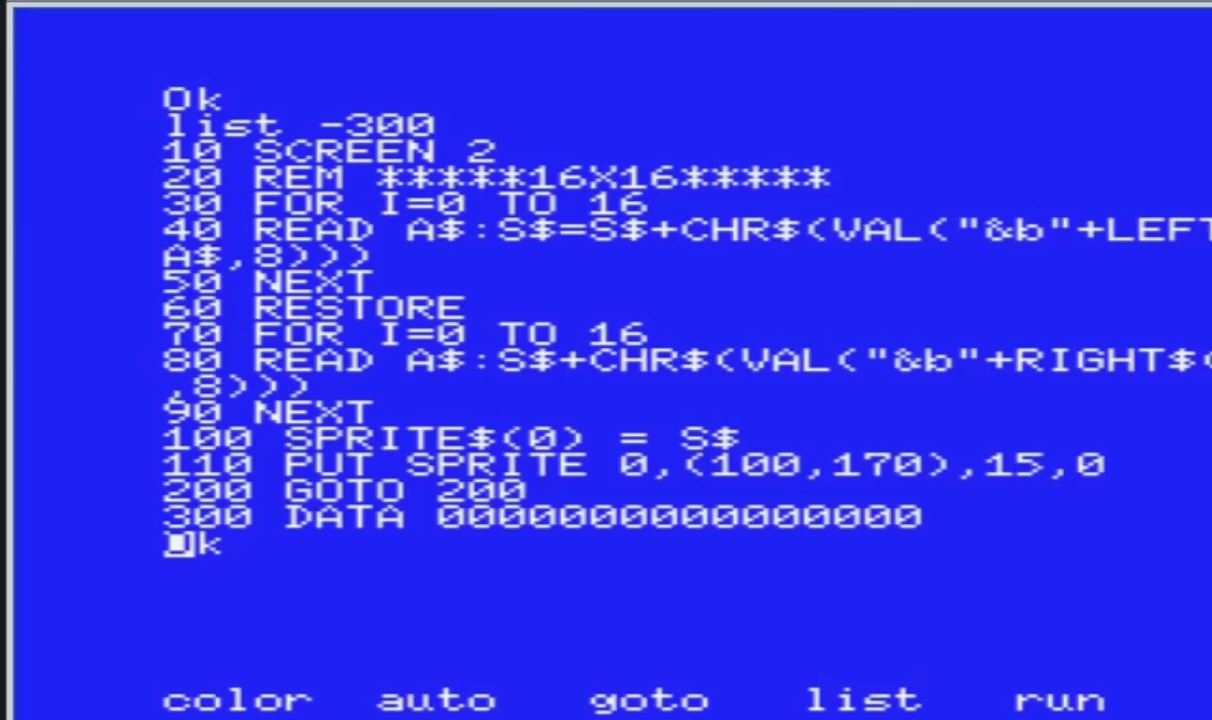 Ok
list -300
10 SCREEN 2
20 REM *****16X16*****
30 FOR I=0 TO 16
40 READ A$:S$=S$+CHR$(VAL("&b"+LEFT
A$,8)))
50 NEXT
60 RESTORE
70 FOR I=0 TO 16
80 READ A$:S$+CHR$(VAL("&b"+RIGHT$(
,8)))
90 NEXT
100 SPRITE$(0) = S$
110 PUT SPRITE 0,(100,170),15,0
200 GOTO 200
300 DATA 0000000000000000
Ok
color auto goto list run